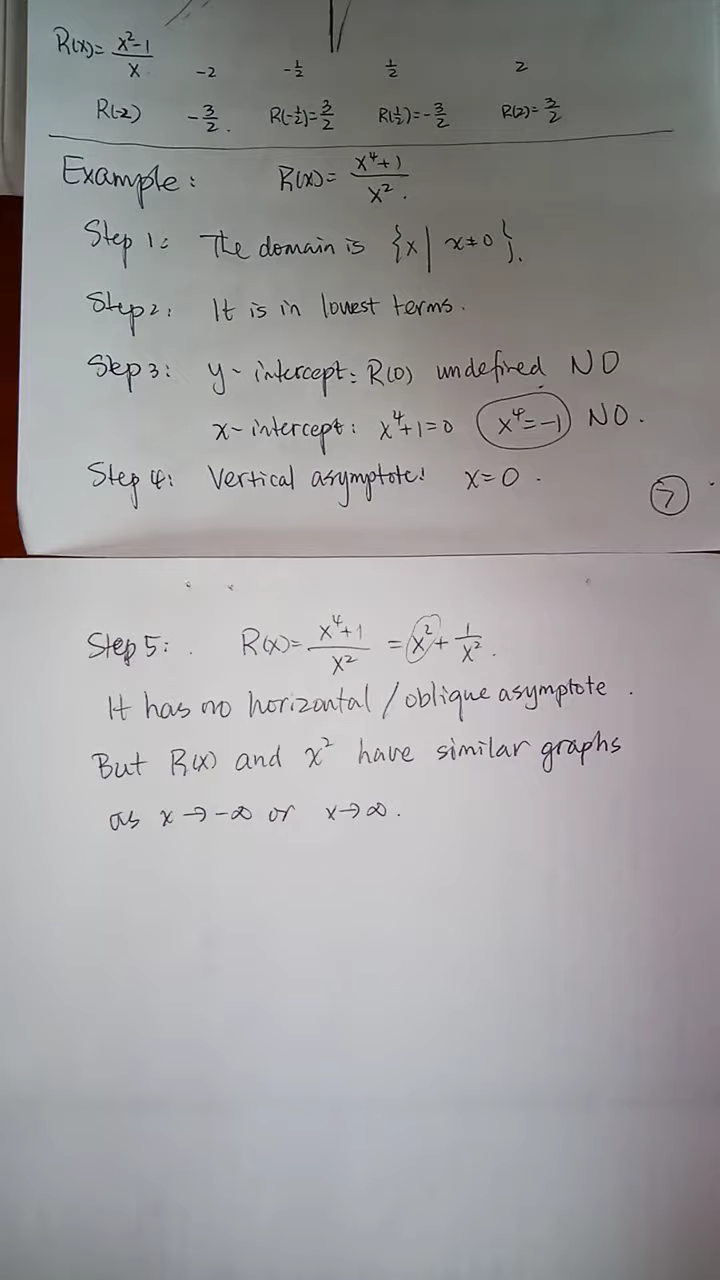 R(x)= x²-1 / x
-2 -1/2 1/2 2
R(-2) -3/2. R(-1/2)=3/2 R(1/2)=-3/2 R(2)=3/2
Example: R(x)= x⁴+1 / x².
Step 1: The domain is {x | x≠0}.
Step2: It is in lowest terms.
Step3: y-intercept: R(0) undefined NO
x-intercept: x⁴+1=0 x⁴=-1 NO.
Step 4: Vertical asymptote: x=0.
7
Step 5: R(x)= x⁴+1 / x² = x² + 1/x².
It has no horizontal/oblique asymptote.
But R(x) and x² have similar graphs
as x→-∞ or x→∞.